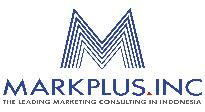 MARKPLUS.INC
THE LEADING MARKETING CONSULTING IN INDONESIA